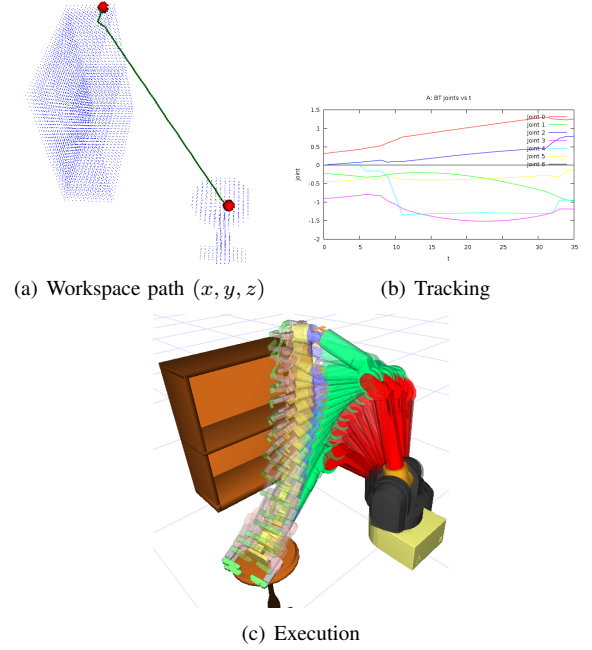 A: BT Joints vs t
1.5
1
0.5
0
-0.5
-1
-1.5
-2
joint
joint 0
joint 1
joint 2
joint 3
joint 4
joint 5
joint 6
0 5 10 15 20 25 30 35
t
(a) Workspace path (x, y, z)
(b) Tracking
(c) Execution